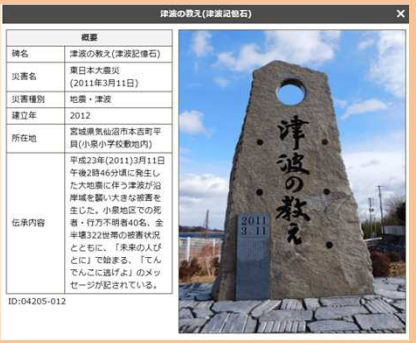 津波の教え(津波記憶石)
×
概要
碑名
津波の教え(津波記憶石)
災害名
東日本大震災
(2011年3月11日)
災害種別
地震・津波
建立年
2012
所在地
宮城県気仙沼市本吉町平
貝(小泉小学校敷地内)
伝承内容
平成23年(2011)3月11日
午後2時46分頃に発生し
た大地震に伴う津波が沿
岸域を襲い大きな被害を
生じた。小泉地区での死
者・行方不明者40名、全
半壊322世帯の被害状況
とともに、「未来の人び
とに」で始まる、「てん
でんこに逃げよ」のメッ
セージが記されている。
ID:04205-012
津波の教え
2011
3.11